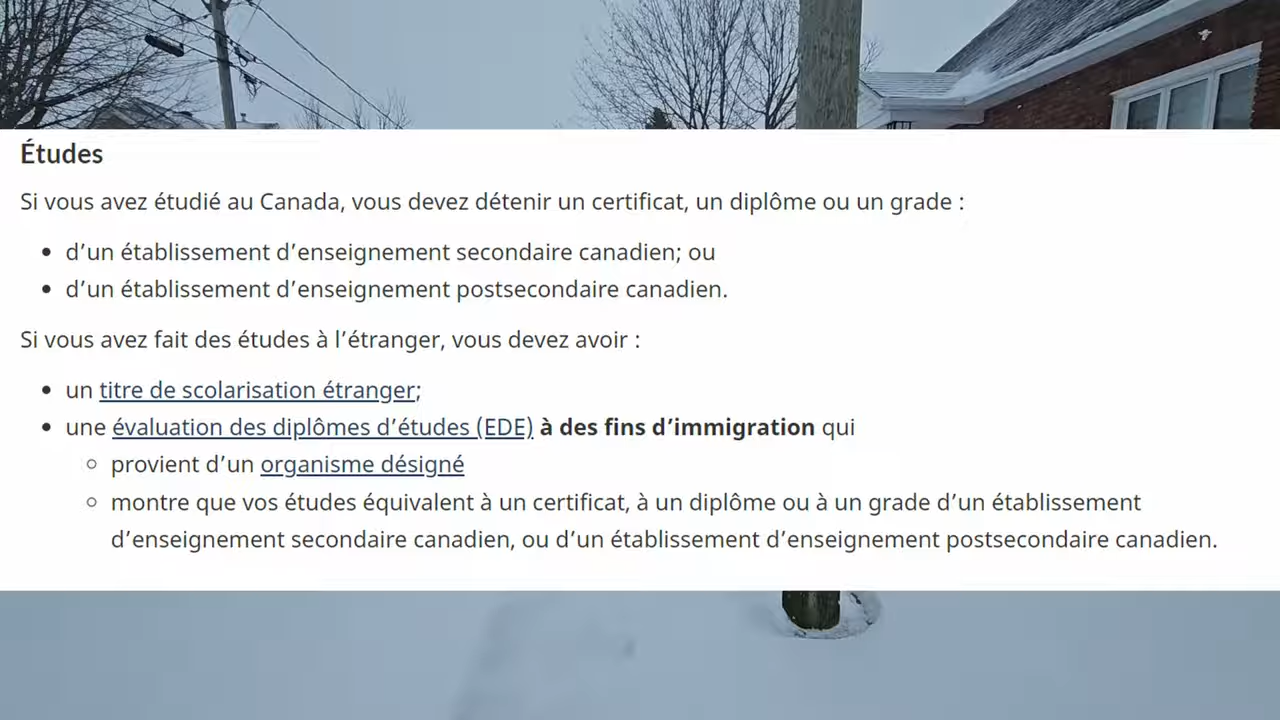 Études
Si vous avez étudié au Canada, vous devez détenir un certificat, un diplôme ou un grade :
• d’un établissement d’enseignement secondaire canadien; ou
• d’un établissement d’enseignement postsecondaire canadien.
Si vous avez fait des études à l’étranger, vous devez avoir :
• un titre de scolarisation étranger;
• une évaluation des diplômes d’études (EDE) à des fins d’immigration qui
○ provient d’un organisme désigné
○ montre que vos études équivalent à un certificat, à un diplôme ou à un grade d’un établissement
d’enseignement secondaire canadien, ou d’un établissement d’enseignement postsecondaire canadien.